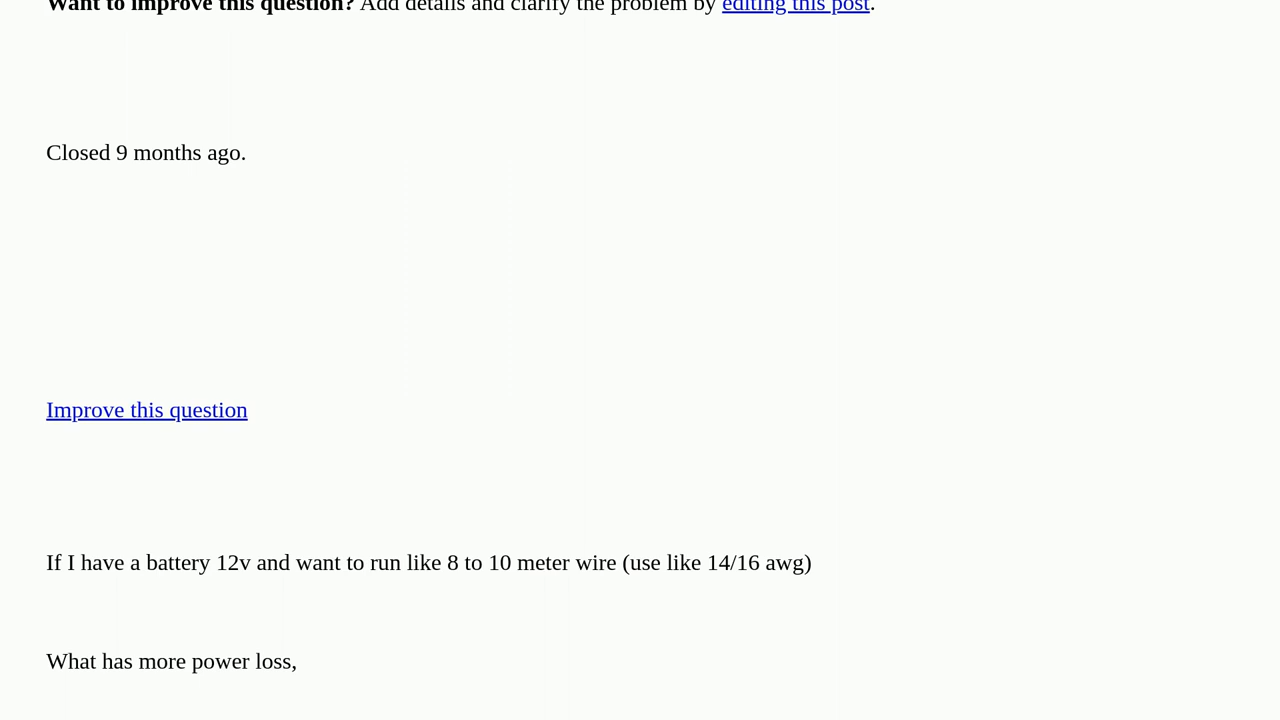 Want to improve this question? Add details and clarify the problem by editing this post.
Closed 9 months ago.
Improve this question
If I have a battery 12v and want to run like 8 to 10 meter wire (use like 14/16 awg)
What has more power loss,